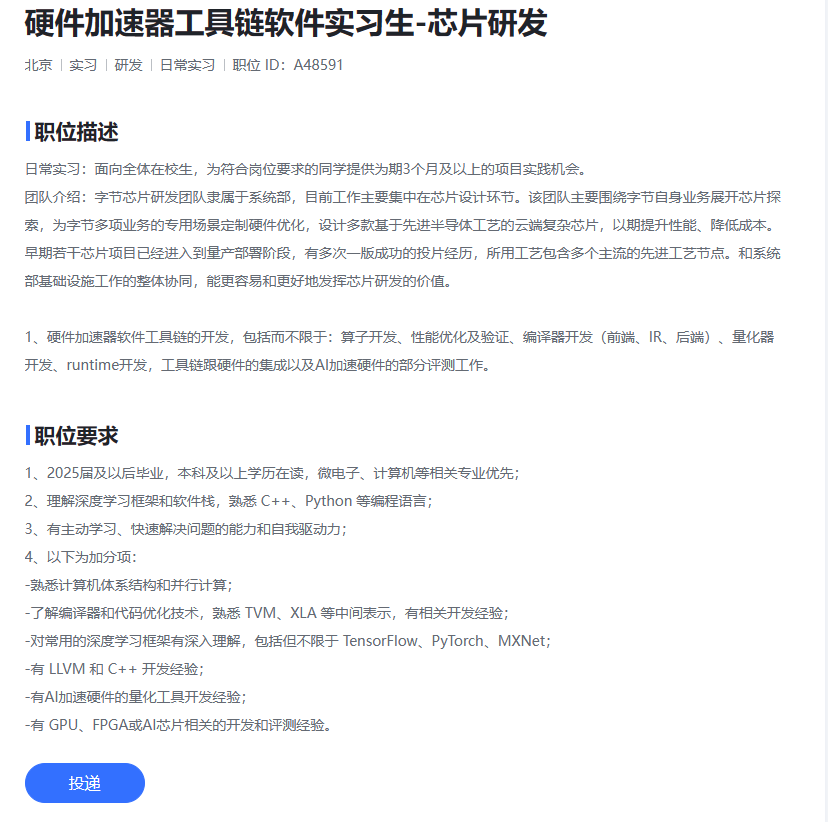 硬件加速器工具链软件实习生-芯片研发
北京 | 实习 | 研发 | 日常实习 | 职位 ID：A48591
职位描述
日常实习：面向全体在校生，为符合岗位要求的同学提供为期3个月及以上的项目实践机会。
团队介绍：字节芯片研发团队隶属于系统部，目前工作主要集中在芯片设计环节。该团队主要围绕字节自身业务展开芯片探
索，为字节多项业务的专用场景定制硬件优化，设计多款基于先进半导体工艺的云端复杂芯片，以期提升性能、降低成本。
早期若干芯片项目已经进入到量产部署阶段，有多次一版成功的投片经历，所用工艺包含多个主流的先进工艺节点。和系统
部基础设施工作的整体协同，能更容易和更好地发挥芯片研发的价值。
1、硬件加速器软件工具链的开发，包括而不限于：算子开发、性能优化及验证、编译器开发（前端、IR、后端）、量化器
开发、runtime开发，工具链跟硬件的集成以及AI加速硬件的部分评测工作。
职位要求
1、2025届及以后毕业，本科及以上学历在读，微电子、计算机等相关专业优先；
2、理解深度学习框架和软件栈，熟悉 C++、Python 等编程语言；
3、有主动学习、快速解决问题的能力和自我驱动力；
4、以下为加分项：
-熟悉计算机体系结构和并行计算；
-了解编译器和代码优化技术，熟悉 TVM、XLA 等中间表示，有相关开发经验；
-对常用的深度学习框架有深入理解，包括但不限于 TensorFlow、PyTorch、MXNet；
-有 LLVM 和 C++ 开发经验；
-有AI加速硬件的量化工具开发经验；
-有 GPU、FPGA或AI芯片相关的开发和评测经验。
投递